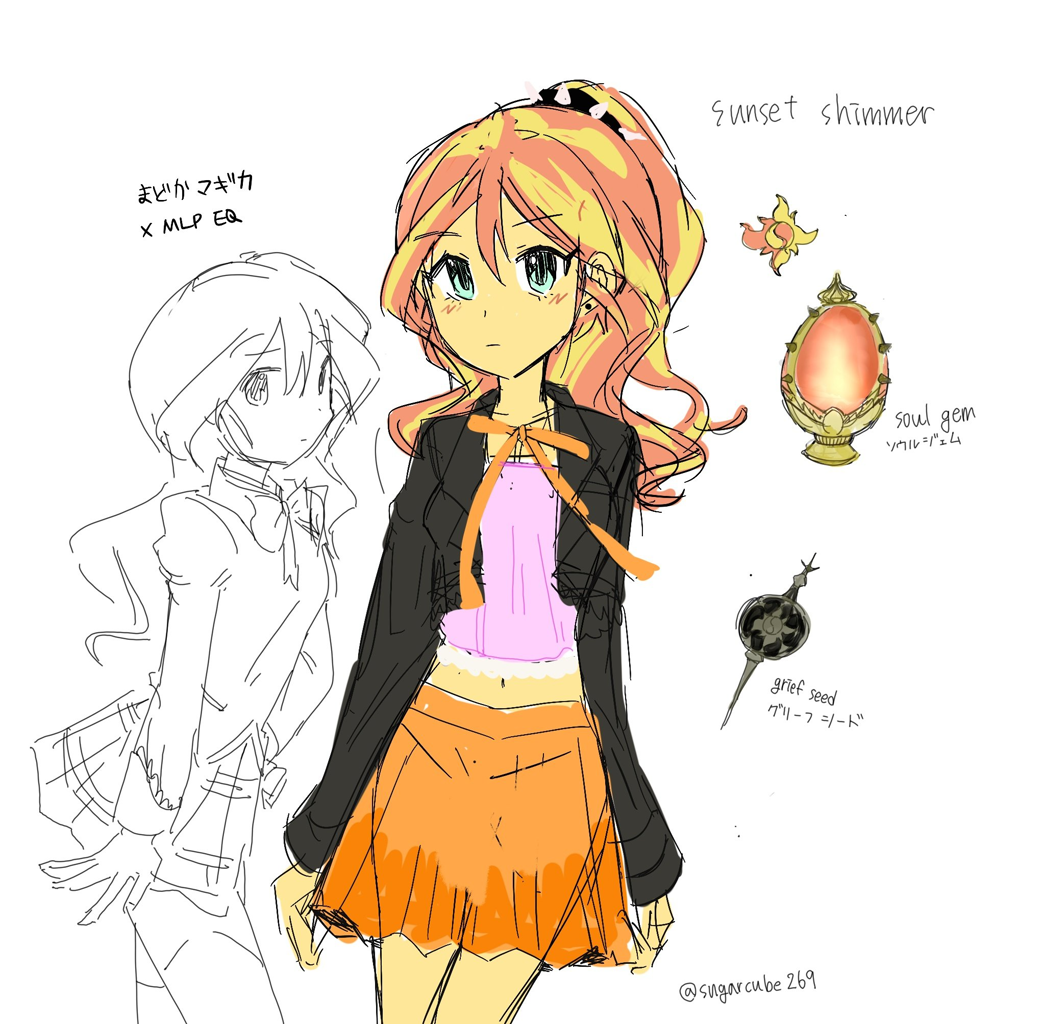 sunset shimmer
まどか マギカ
x MLP EQ
soul gem
ソウルジェム
grief seed
グリーフシード
@sugarcube269